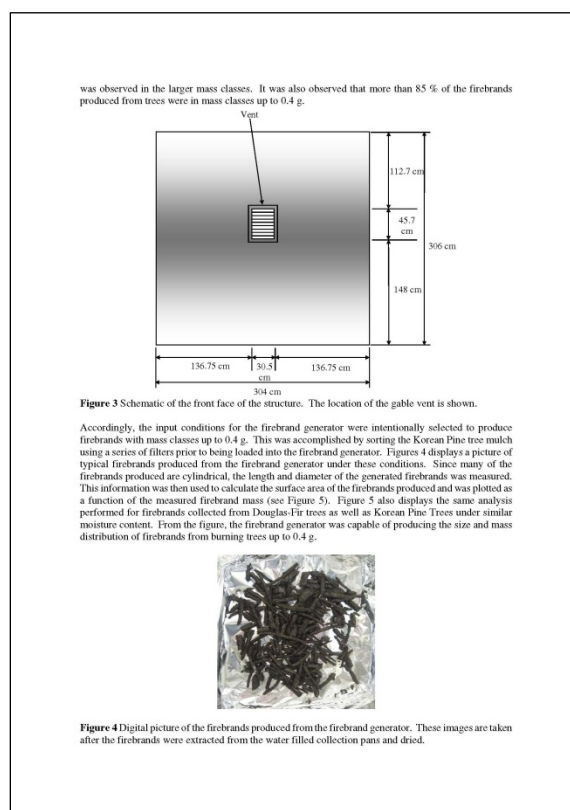 was observed in the larger mass classes.  It was also observed that more than 85 % of the firebrands
produced from trees were in mass classes up to 0.4 g.
Vent
112.7 cm
45.7
cm
306 cm
148 cm
136.75 cm
30.5
cm
136.75 cm
304 cm
Figure 3 Schematic of the front face of the structure.  The location of the gable vent is shown.
Accordingly, the input conditions for the firebrand generator were intentionally selected to produce
firebrands with mass classes up to 0.4 g.  This was accomplished by sorting the Korean Pine tree mulch
using a series of filters prior to being loaded into the firebrand generator.  Figures 4 displays a picture of
typical firebrands produced from the firebrand generator under these conditions.  Since many of the
firebrands produced are cylindrical, the length and diameter of the generated firebrands was measured.
This information was then used to calculate the surface area of the firebrands produced and was plotted as
a function of the measured firebrand mass (see Figure 5).  Figure 5 also displays the same analysis
performed for firebrands collected from Douglas-Fir trees as well as Korean Pine Trees under similar
moisture content.  From the figure, the firebrand generator was capable of producing the size and mass
distribution of firebrands from burning trees up to 0.4 g.
Figure 4 Digital picture of the firebrands produced from the firebrand generator.  These images are taken
after the firebrands were extracted from the water filled collection pans and dried.